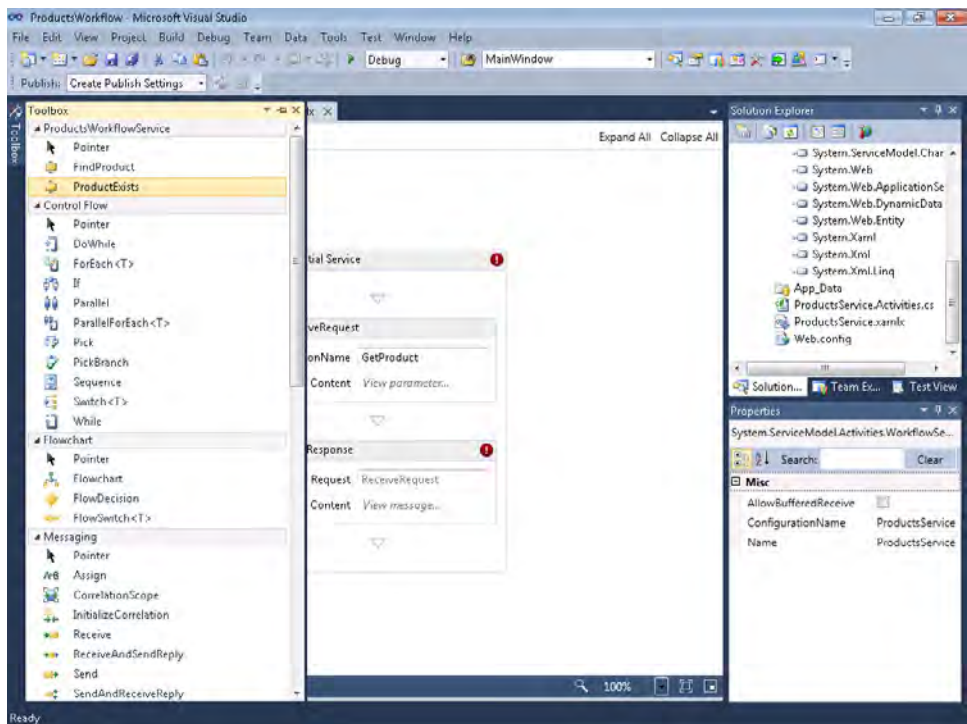 ProductsWorkflow - Microsoft Visual Studio
File Edit View Project Build Debug Team Data Tools Test Window Help
Debug MainWindow
Publish: Create Publish Settings
Toolbox
Toolbox
ProductsWorkflowService
Pointer
FindProduct
ProductExists
Control Flow
Pointer
DoWhile
ForEach<T>
If
Parallel
ParallelForEach<T>
Pick
PickBranch
Sequence
Switch<T>
While
Flowchart
Pointer
Flowchart
FlowDecision
FlowSwitch<T>
Messaging
Pointer
Assign
CorrelationScope
InitializeCorrelation
Receive
ReceiveAndSendReply
Send
SendAndReceiveReply
lx
Expand All Collapse All
tial Service
veRequest
onName GetProduct
Content View parameter...
Response
Request ReceiveRequest
Content View message...
100%
Solution Explorer
System.ServiceModel.Char
System.Web
System.Web.ApplicationSe
System.Web.DynamicData
System.Web.Entity
System.Xaml
System.Xml
System.Xml.Linq
App_Data
ProductsService.Activities.cs
ProductsService.xamlx
Web.config
Solution... Team Ex... Test View
Properties
System.ServiceModel.Activities.WorkflowSe...
Search: Clear
Misc
AllowBufferedReceive
ConfigurationName ProductsService
Name ProductsService
Ready